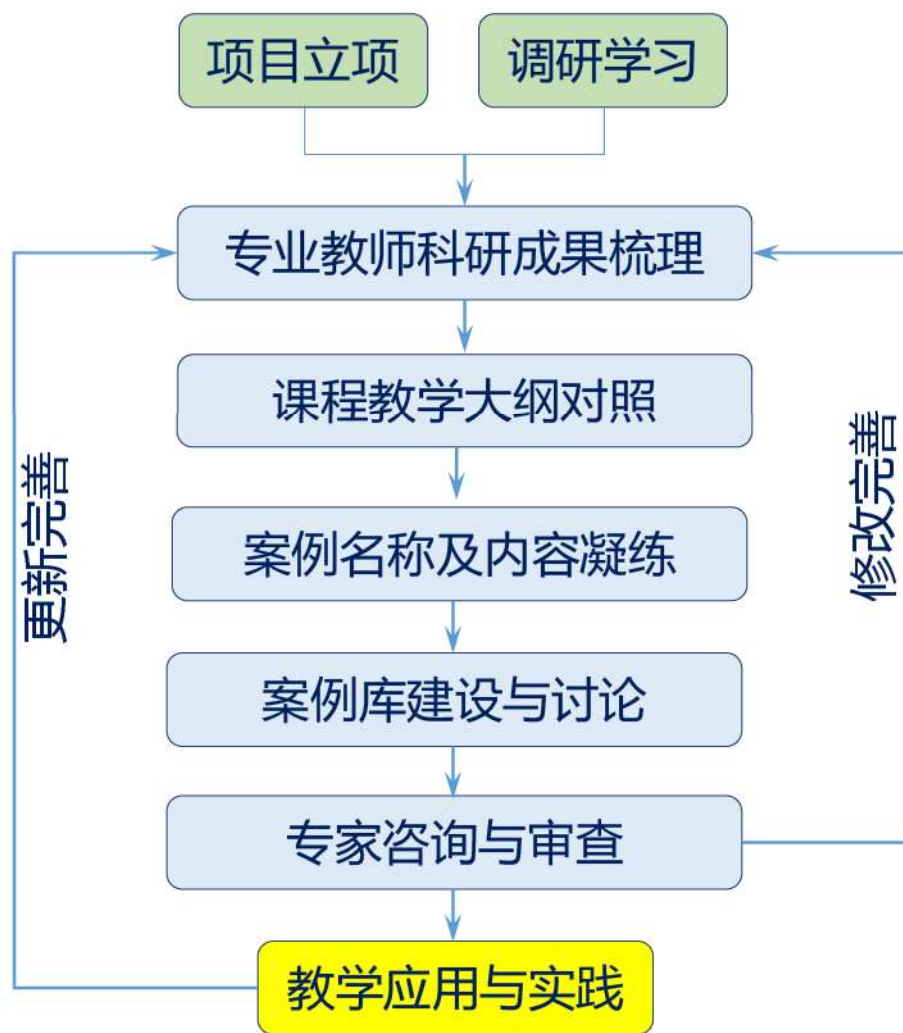 项目立项
调研学习
专业教师科研成果梳理
课程教学大纲对照
案例名称及内容凝练
案例库建设与讨论
专家咨询与审查
教学应用与实践
更新完善
修改完善